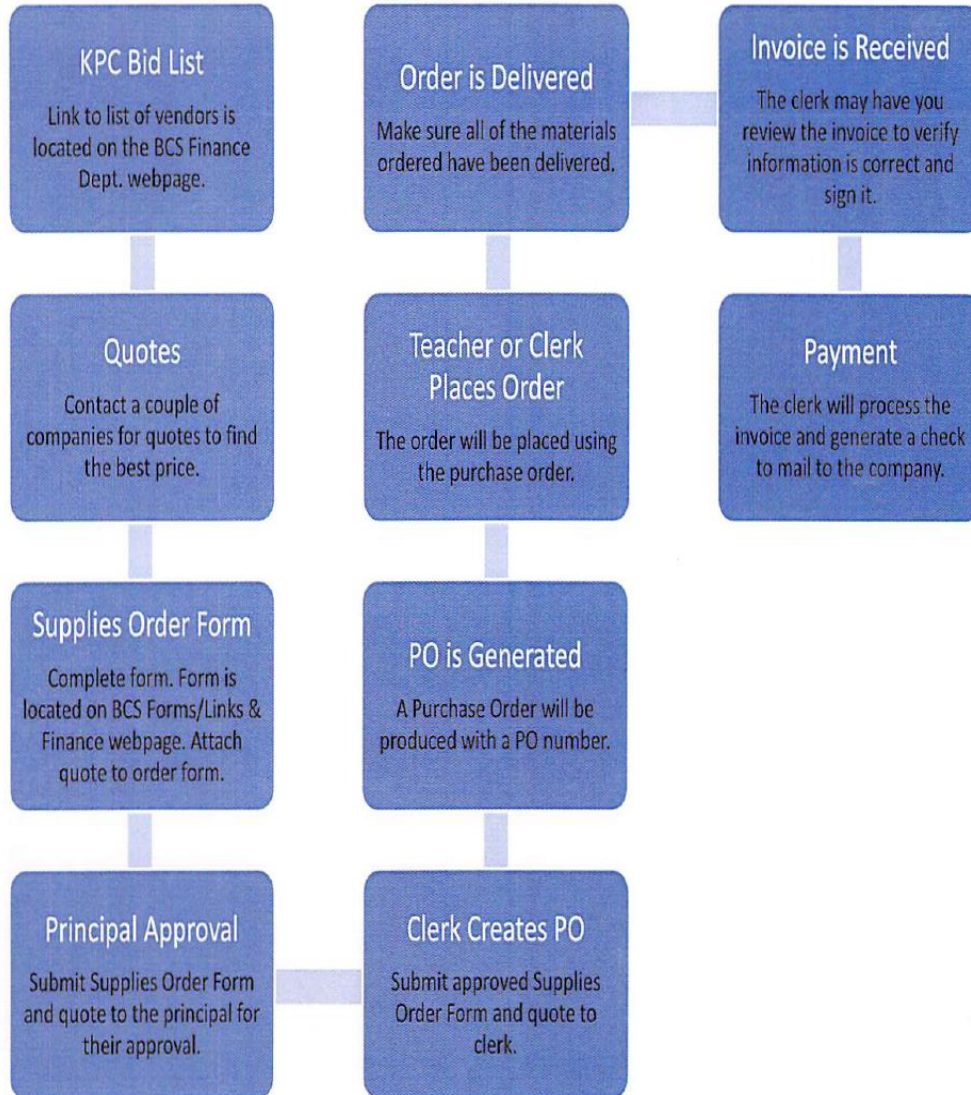 KPC Bid List
Link to list of vendors is
located on the BCS Finance
Dept. webpage.
Quotes
Contact a couple of
companies for quotes to find
the best price.
Supplies Order Form
Complete form. Form is
located on BCS Forms/Links &
Finance webpage. Attach
quote to order form.
Principal Approval
Submit Supplies Order Form
and quote to the principal for
their approval.
Clerk Creates PO
Submit approved Supplies
Order Form and quote to
clerk.
PO is Generated
A Purchase Order will be
produced with a PO number.
Teacher or Clerk
Places Order
The order will be placed using
the purchase order.
Order is Delivered
Make sure all of the materials
ordered have been delivered.
Invoice is Received
The clerk may have you
review the invoice to verify
information is correct and
sign it.
Payment
The clerk will process the
invoice and generate a check
to mail to the company.